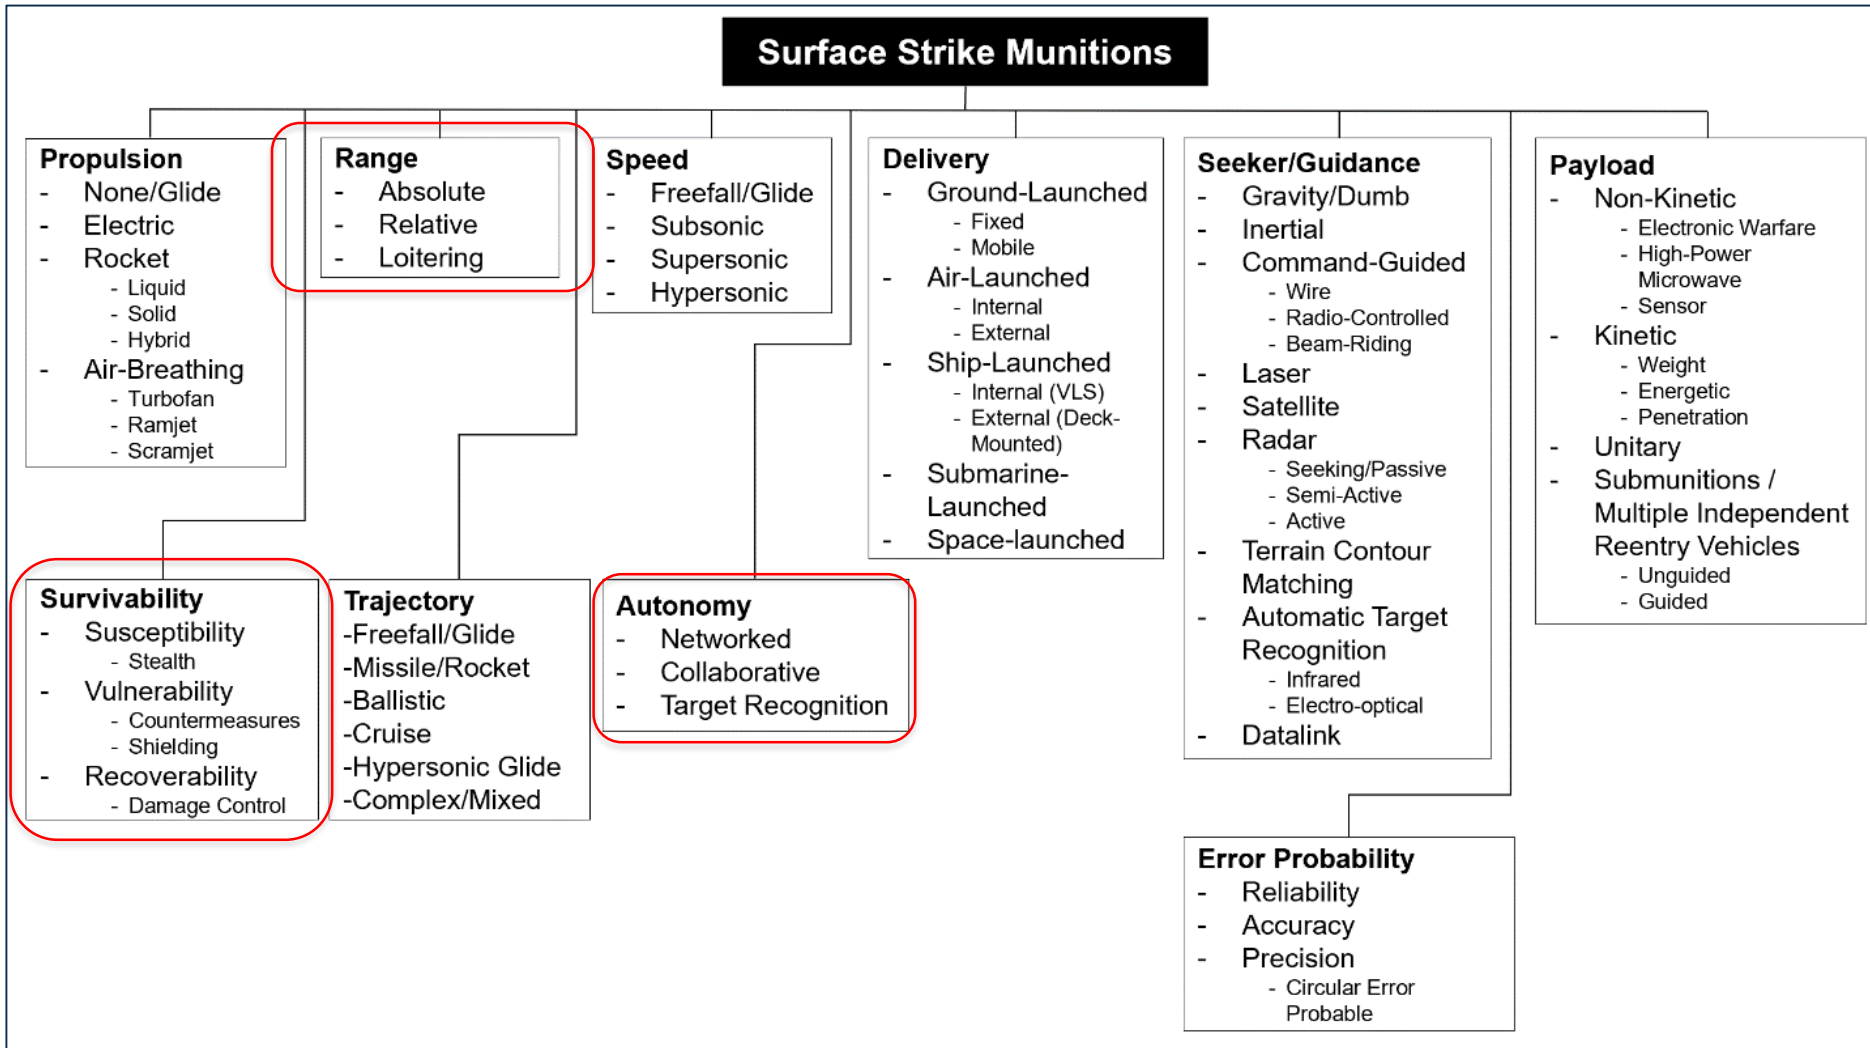 Surface Strike Munitions
Propulsion
- None/Glide
- Electric
- Rocket
- Liquid
- Solid
- Hybrid
- Air-Breathing
- Turbofan
- Ramjet
- Scramjet
Range
- Absolute
- Relative
- Loitering
Speed
- Freefall/Glide
- Subsonic
- Supersonic
- Hypersonic
Delivery
- Ground-Launched
- Fixed
- Mobile
- Air-Launched
- Internal
- External
- Ship-Launched
- Internal (VLS)
- External (Deck-
Mounted)
- Submarine-
Launched
- Space-launched
Seeker/Guidance
- Gravity/Dumb
- Inertial
- Command-Guided
- Wire
- Radio-Controlled
- Beam-Riding
- Laser
- Satellite
- Radar
- Seeking/Passive
- Semi-Active
- Active
- Terrain Contour
Matching
- Automatic Target
Recognition
- Infrared
- Electro-optical
- Datalink
Payload
- Non-Kinetic
- Electronic Warfare
- High-Power
Microwave
- Sensor
- Kinetic
- Weight
- Energetic
- Penetration
- Unitary
- Submunitions /
Multiple Independent
Reentry Vehicles
- Unguided
- Guided
Survivability
- Susceptibility
- Stealth
- Vulnerability
- Countermeasures
- Shielding
- Recoverability
- Damage Control
Trajectory
-Freefall/Glide
-Missile/Rocket
-Ballistic
-Cruise
-Hypersonic Glide
-Complex/Mixed
Autonomy
- Networked
- Collaborative
- Target Recognition
Error Probability
- Reliability
- Accuracy
- Precision
- Circular Error
Probable